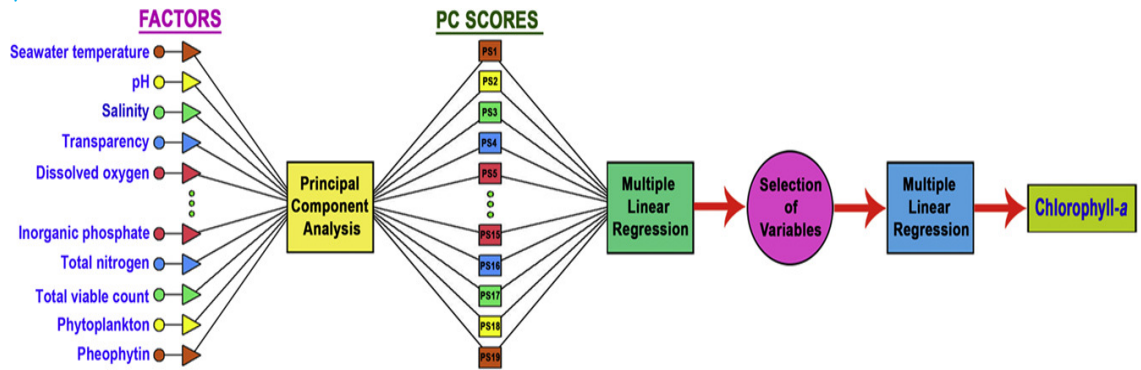 FACTORS
PC SCORES
Seawater temperature
pH
Salinity
Transparency
Dissolved oxygen
Inorganic phosphate
Total nitrogen
Total viable count
Phytoplankton
Pheophytin
Principal
Component
Analysis
PS1
PS2
PS3
PS4
PS5
PS15
PS16
PS17
PS18
PS19
Multiple
Linear
Regression
Selection
of
Variables
Multiple
Linear
Regression
Chlorophyll-a